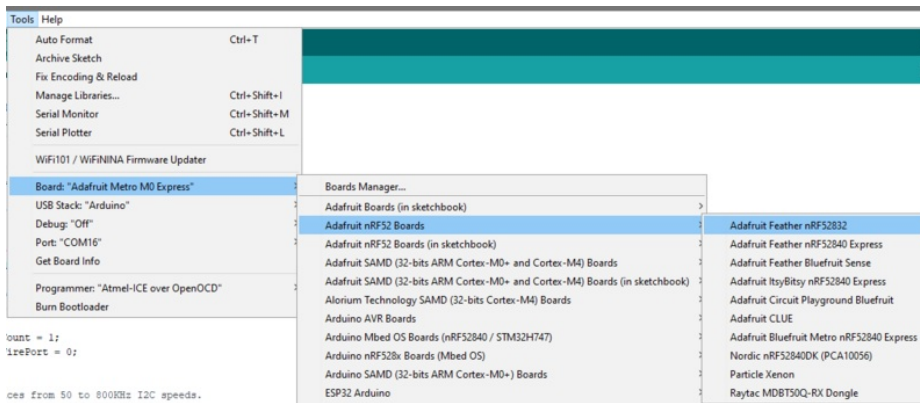 Tools Help
Auto Format Ctrl+T
Archive Sketch
Fix Encoding & Reload
Manage Libraries... Ctrl+Shift+I
Serial Monitor Ctrl+Shift+M
Serial Plotter Ctrl+Shift+L
WiFi101 / WiFiNINA Firmware Updater
Board: "Adafruit Metro M0 Express"
USB Stack: "Arduino"
Debug: "Off"
Port: "COM16"
Get Board Info
Programmer: "Atmel-ICE over OpenOCD"
Burn Bootloader
Boards Manager...
Adafruit Boards (in sketchbook)
Adafruit nRF52 Boards
Adafruit nRF52 Boards (in sketchbook)
Adafruit SAMD (32-bits ARM Cortex-M0+ and Cortex-M4) Boards
Adafruit SAMD (32-bits ARM Cortex-M0+ and Cortex-M4) Boards (in sketchbook)
Alorium Technology SAMD (32-bits Cortex-M4) Boards
Arduino AVR Boards
Arduino Mbed OS Boards (nRF52840 / STM32H747)
Arduino nRF528x Boards (Mbed OS)
Arduino SAMD (32-bits ARM Cortex-M0+) Boards
ESP32 Arduino
Adafruit Feather nRF52832
Adafruit Feather nRF52840 Express
Adafruit Feather Bluefruit Sense
Adafruit ItsyBitsy nRF52840 Express
Adafruit Circuit Playground Bluefruit
Adafruit CLUE
Adafruit Bluefruit Metro nRF52840 Express
Nordic nRF52840DK (PCA10056)
Particle Xenon
Raytac MDBT50Q-RX Dongle
ount = 1;
irePort = 0;
ces from 50 to 800KHz I2C speeds.